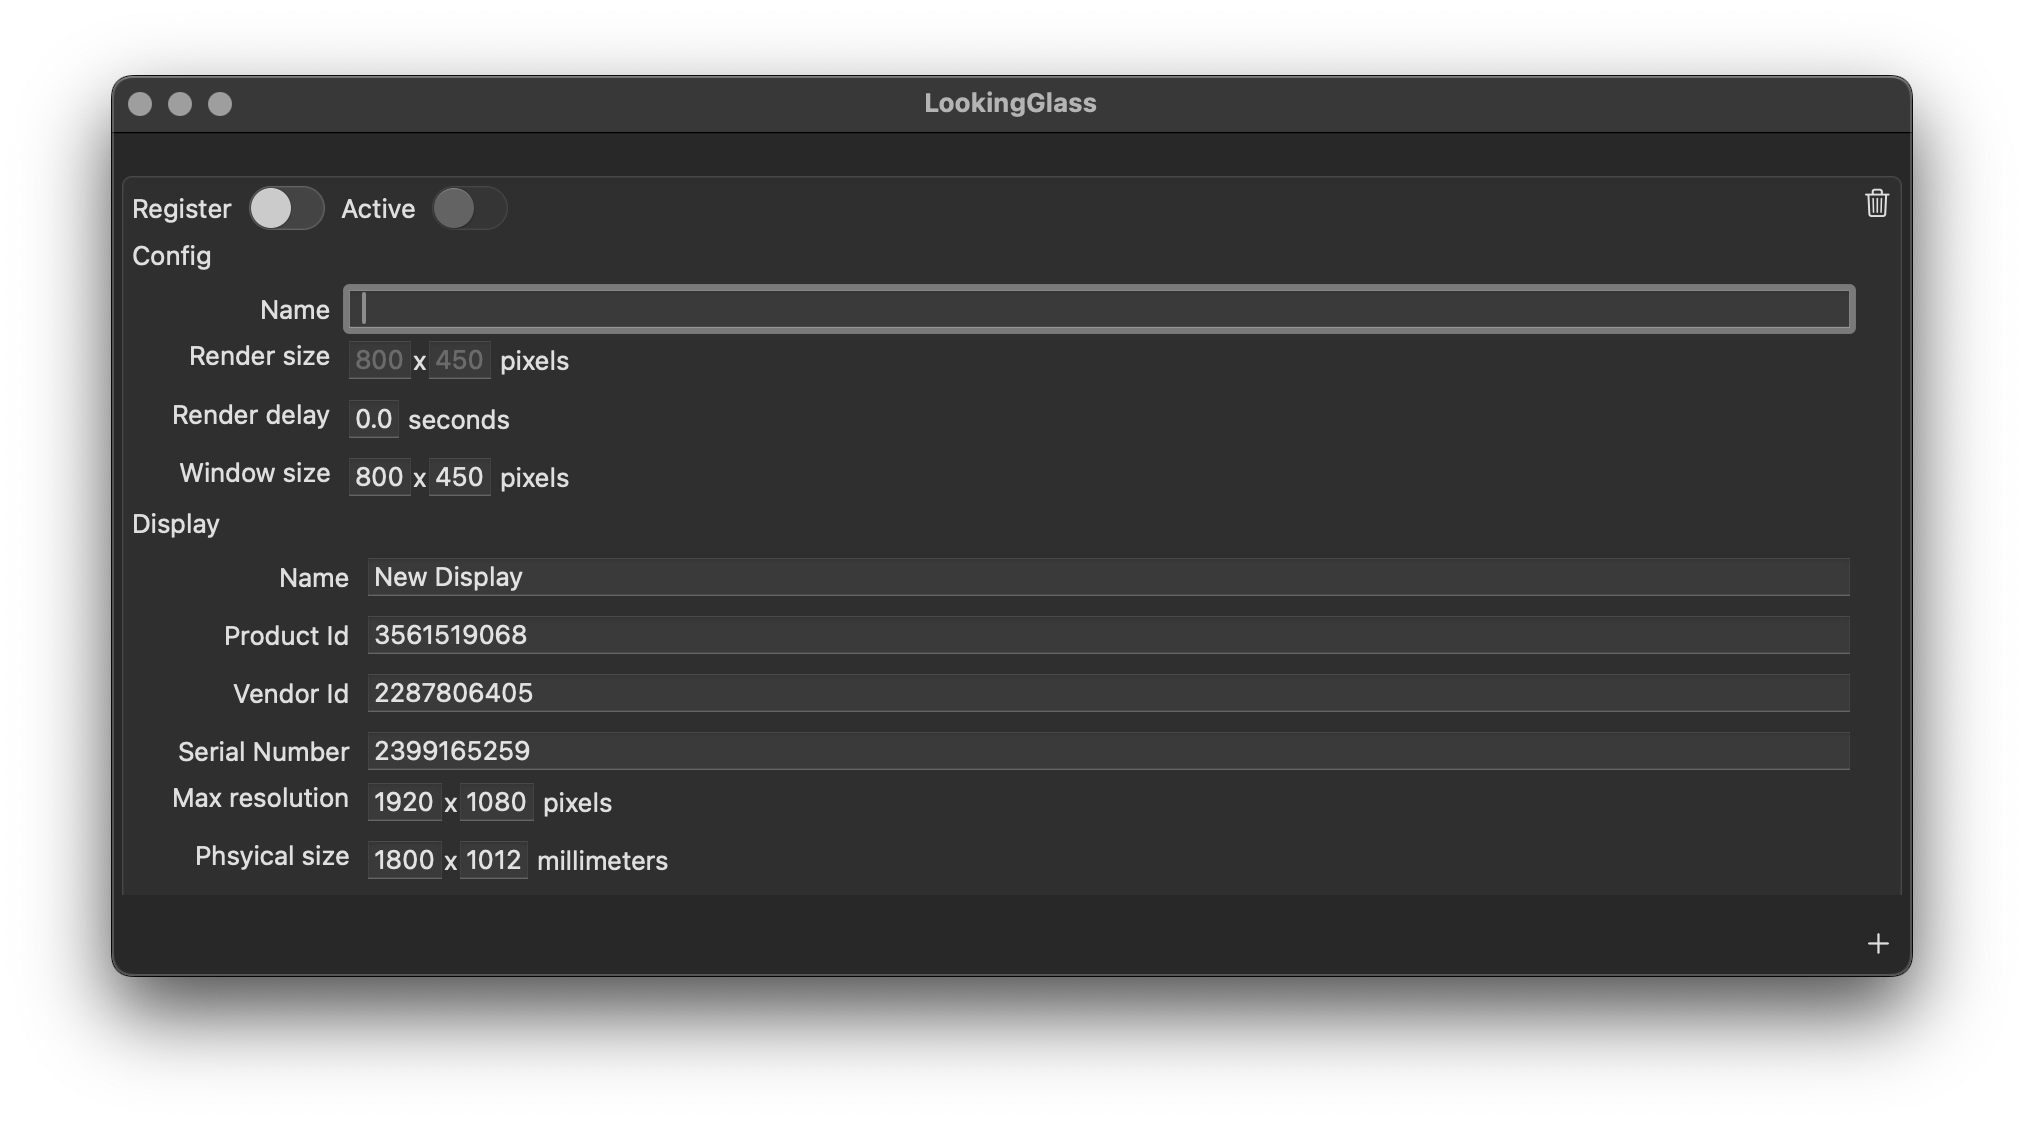 LookingGlass
Register Active
Config
Name
Render size 800 x 450 pixels
Render delay 0.0 seconds
Window size 800 x 450 pixels
Display
Name New Display
Product Id 3561519068
Vendor Id 2287806405
Serial Number 2399165259
Max resolution 1920 x 1080 pixels
Phsyical size 1800 x 1012 millimeters